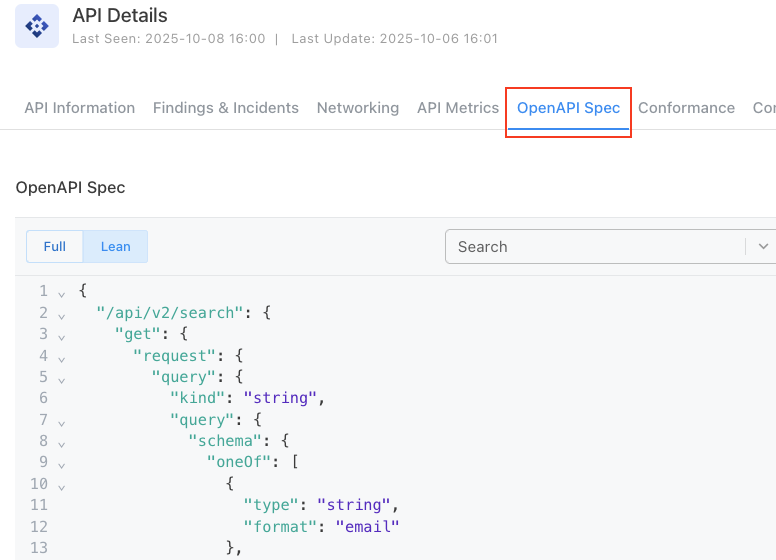 API Details
Last Seen: 2025-10-08 16:00 | Last Update: 2025-10-06 16:01
API Information Findings & Incidents Networking API Metrics OpenAPI Spec Conformance Cor
OpenAPI Spec
Full Lean Search
1 {
2 "/api/v2/search": {
3 "get": {
4 "request": {
5 "query": {
6 "kind": "string",
7 "query": {
8 "schema": {
9 "oneOf": [
10 {
11 "type": "string",
12 "format": "email"
13 },